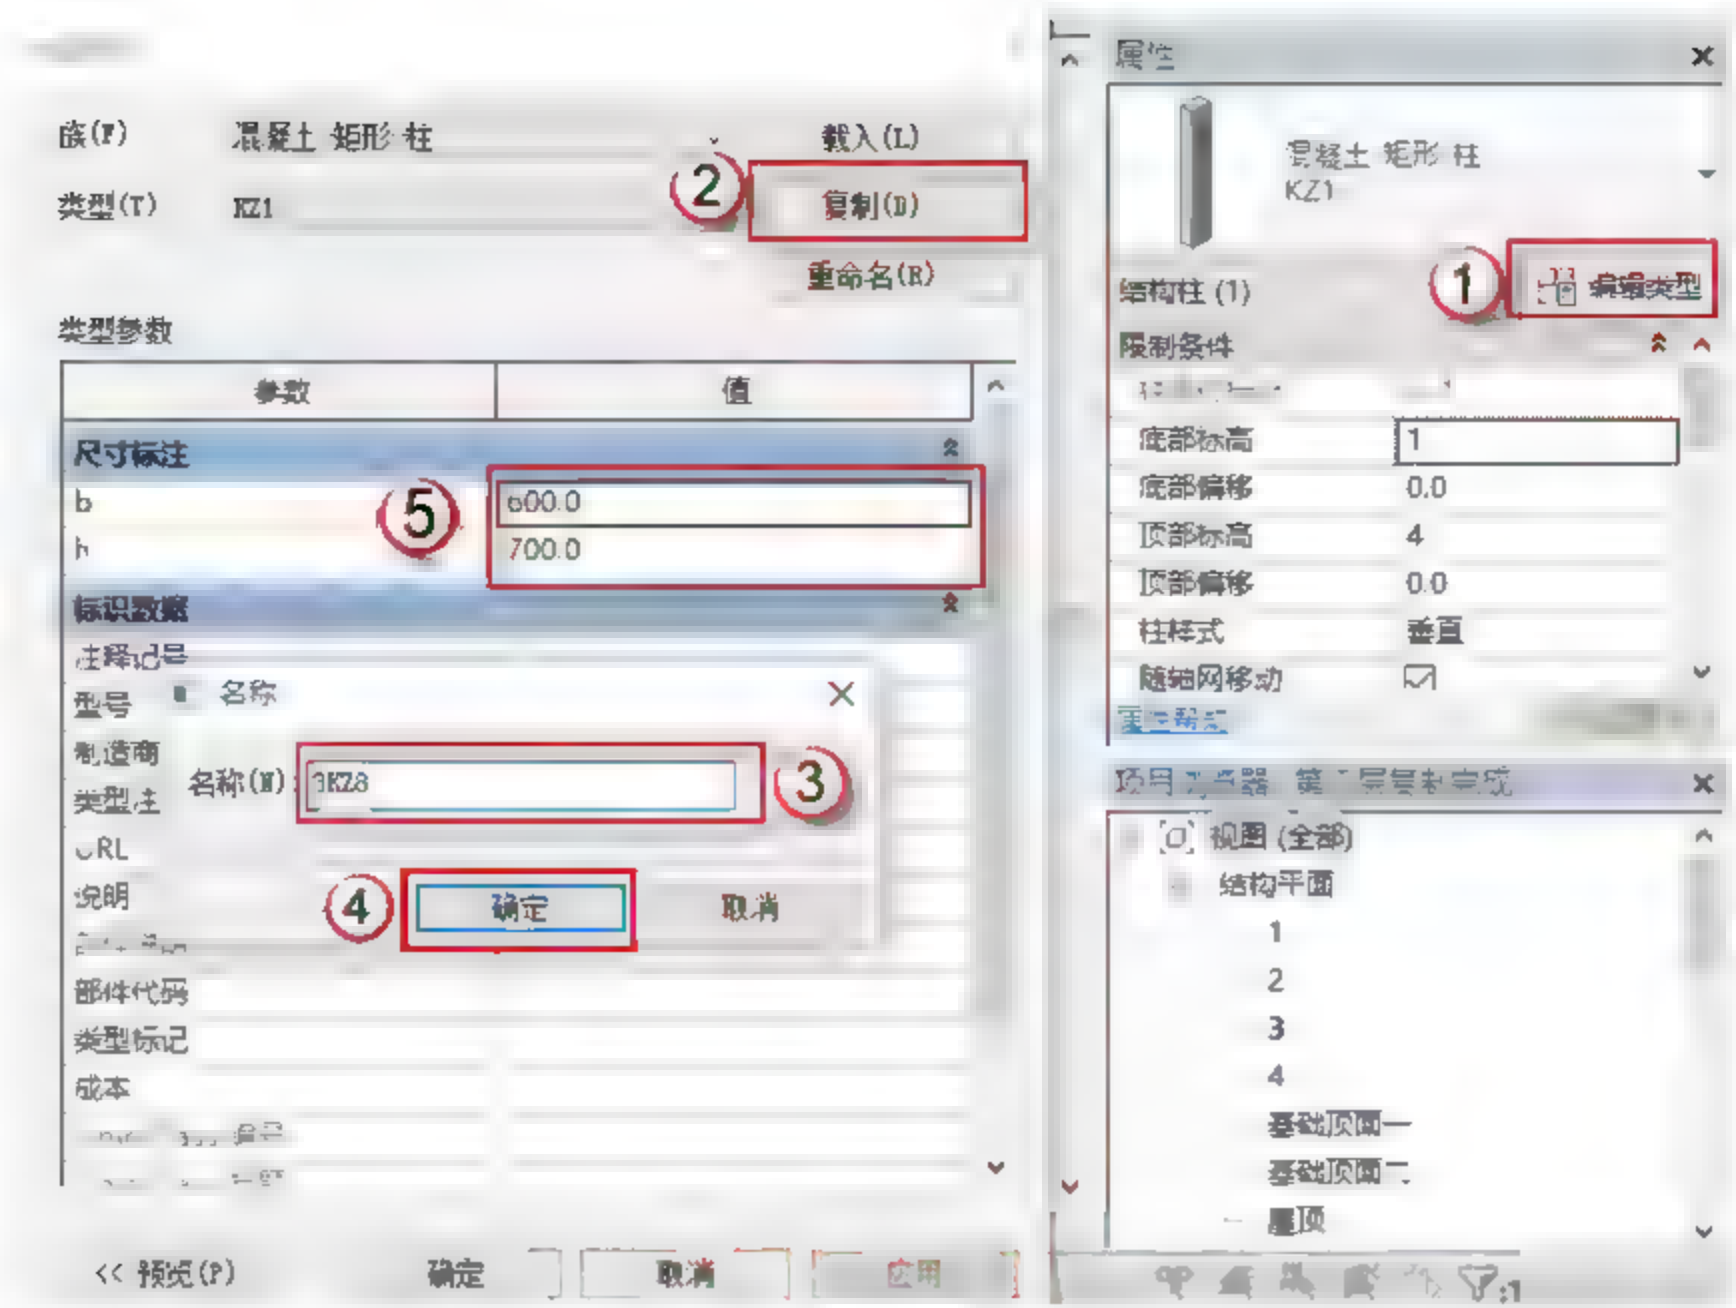 族(F)
混凝土 矩形 柱
载入(L)
类型(T)
KZ1
2
复制(D)
重命名(R)
类型参数
参数
值
尺寸标注
b
600.0
5
h
700.0
标识数据
注释记号
型号
名称
制造商
名称(N):
3KZ8
3
类型注
URL
说明
4
确定
取消
部件代码
类型标记
成本
<< 预览(P)
确定
取消
应用
属性
混凝土 矩形 柱
KZ1
结构柱 (1)
1
编辑类型
限制条件
底部标高
1
底部偏移
0.0
顶部标高
4
顶部偏移
0.0
柱样式
垂直
随轴网移动
视图 (全部)
结构平面
1
2
3
4
基础顶面一
基础顶面二
屋顶
:1